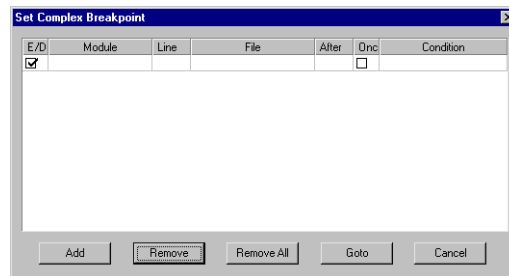 Set Complex Breakpoint
E/D Module Line File After Onc Condition
Add Remove Remove All Goto Cancel